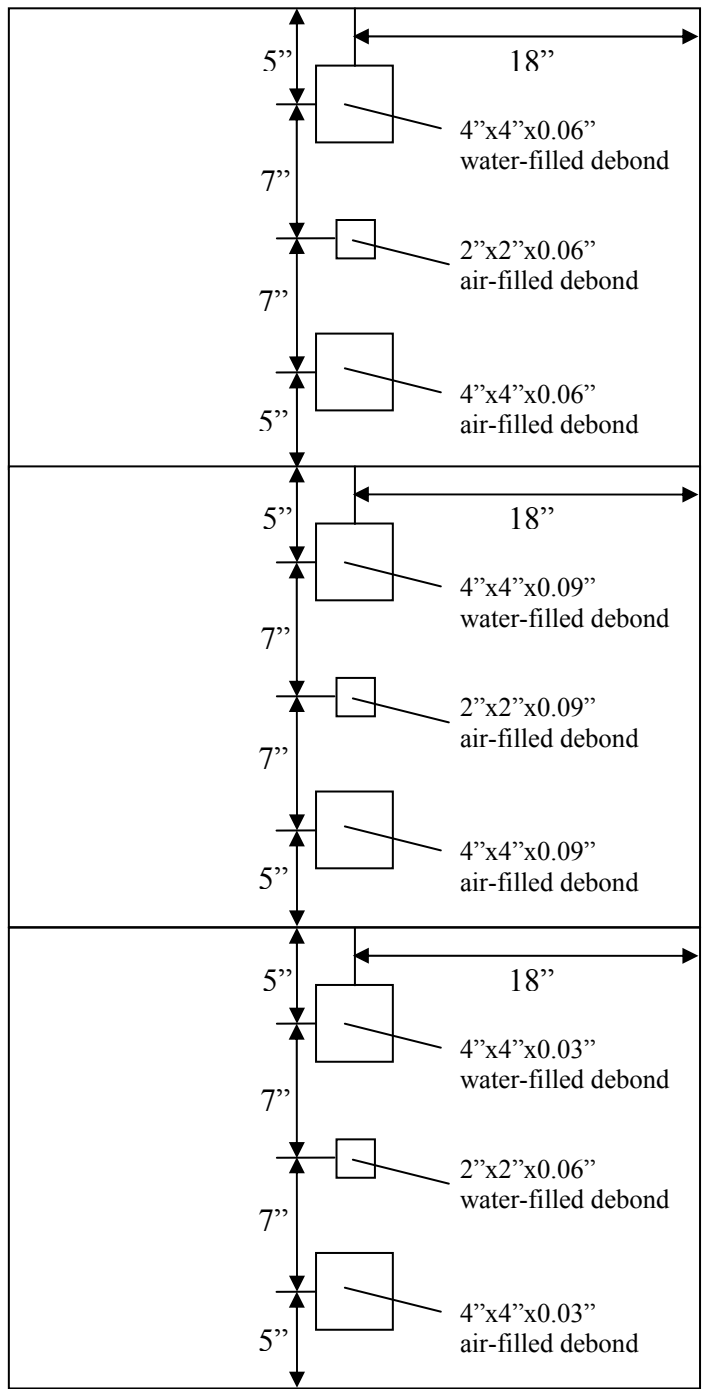 5”
18”
4”x4”x0.06”
water-filled debond
7”
2”x2”x0.06”
air-filled debond
7”
4”x4”x0.06”
air-filled debond
5”
5”
18”
4”x4”x0.09”
water-filled debond
7”
2”x2”x0.09”
air-filled debond
7”
4”x4”x0.09”
air-filled debond
5”
5”
18”
4”x4”x0.03”
water-filled debond
7”
2”x2”x0.06”
water-filled debond
7”
4”x4”x0.03”
air-filled debond
5”